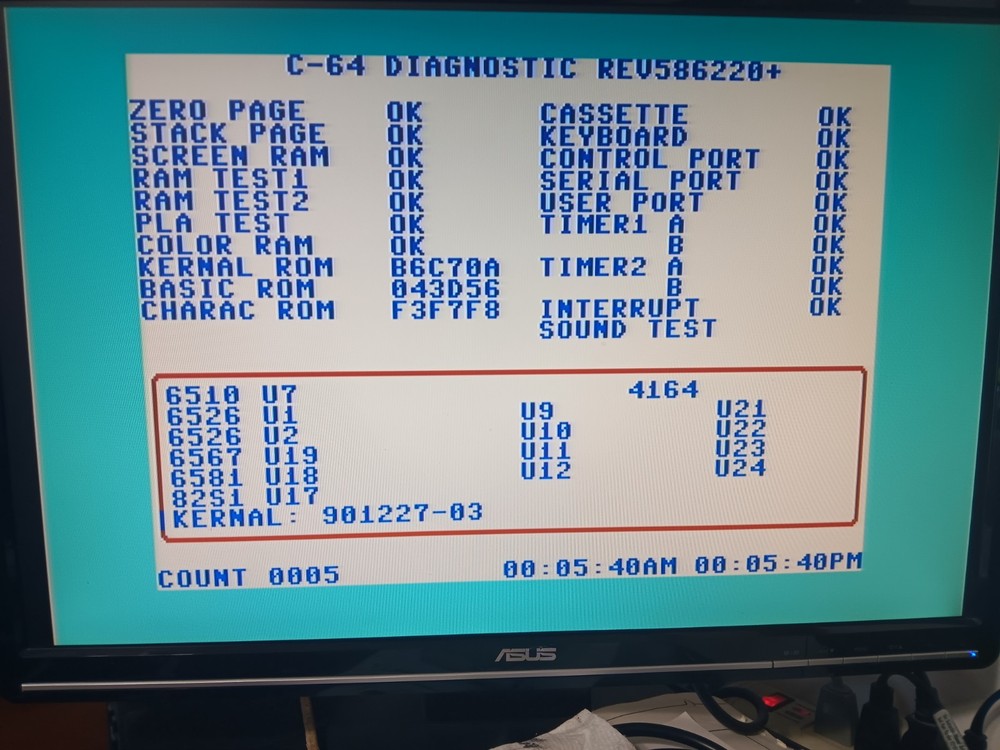 C-64 DIAGNOSTIC REV586220+
ZERO PAGE OK CASSETTE OK
STACK PAGE OK KEYBOARD OK
SCREEN RAM OK CONTROL PORT OK
RAM TEST1 OK SERIAL PORT OK
RAM TEST2 OK USER PORT OK
PLA TEST OK TIMER1 A OK
COLOR RAM OK B OK
KERNAL ROM B6C70A TIMER2 A OK
BASIC ROM 043D56 B OK
CHARAC ROM F3F7F8 INTERRUPT OK
SOUND TEST
6510 U7 4164
6526 U1 U9 U21
6526 U2 U10 U22
6567 U19 U11 U23
6581 U18 U12 U24
82S1 U17
KERNAL: 901227-03
COUNT 0005 00:05:40AM 00:05:40PM
ASUS